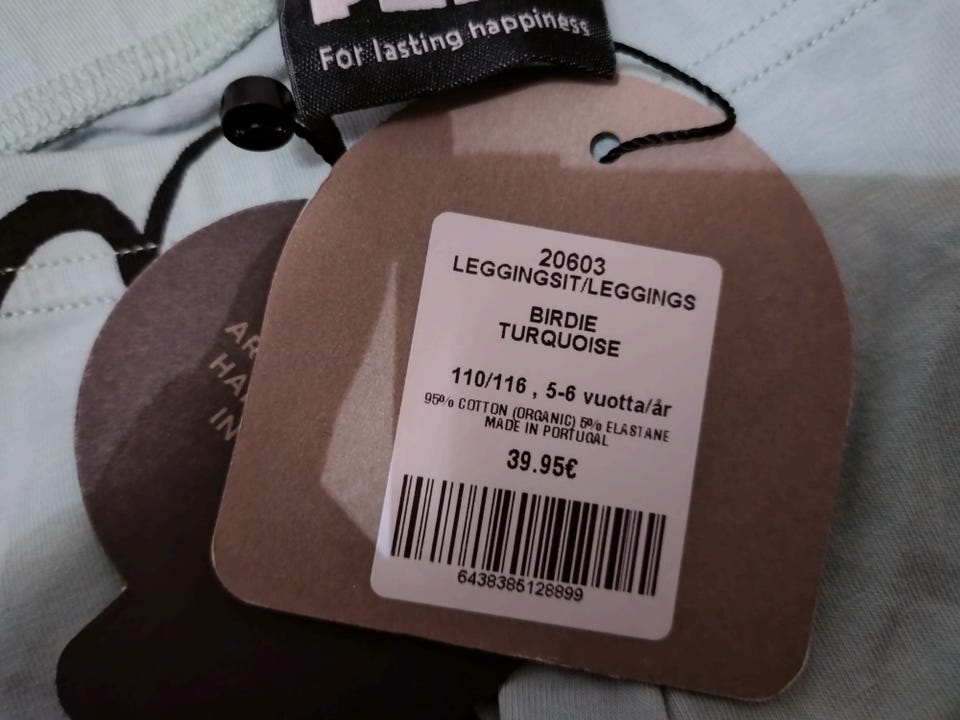 For lasting happiness
20603
LEGGINGSIT/LEGGINGS
BIRDIE
TURQUOISE
110/116 , 5-6 vuotta/år
95% COTTON (ORGANIC) 5% ELASTANE
MADE IN PORTUGAL
39.95€
6438385128899
IN